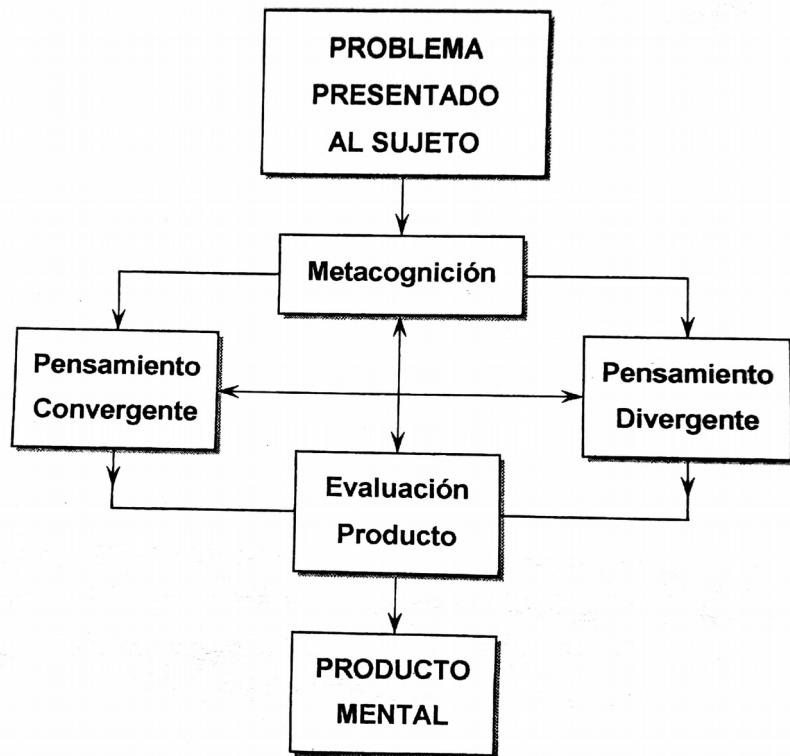 PROBLEMA
PRESENTADO
AL SUJETO
Metacognición
Pensamiento
Convergente
Pensamiento
Divergente
Evaluación
Producto
PRODUCTO
MENTAL